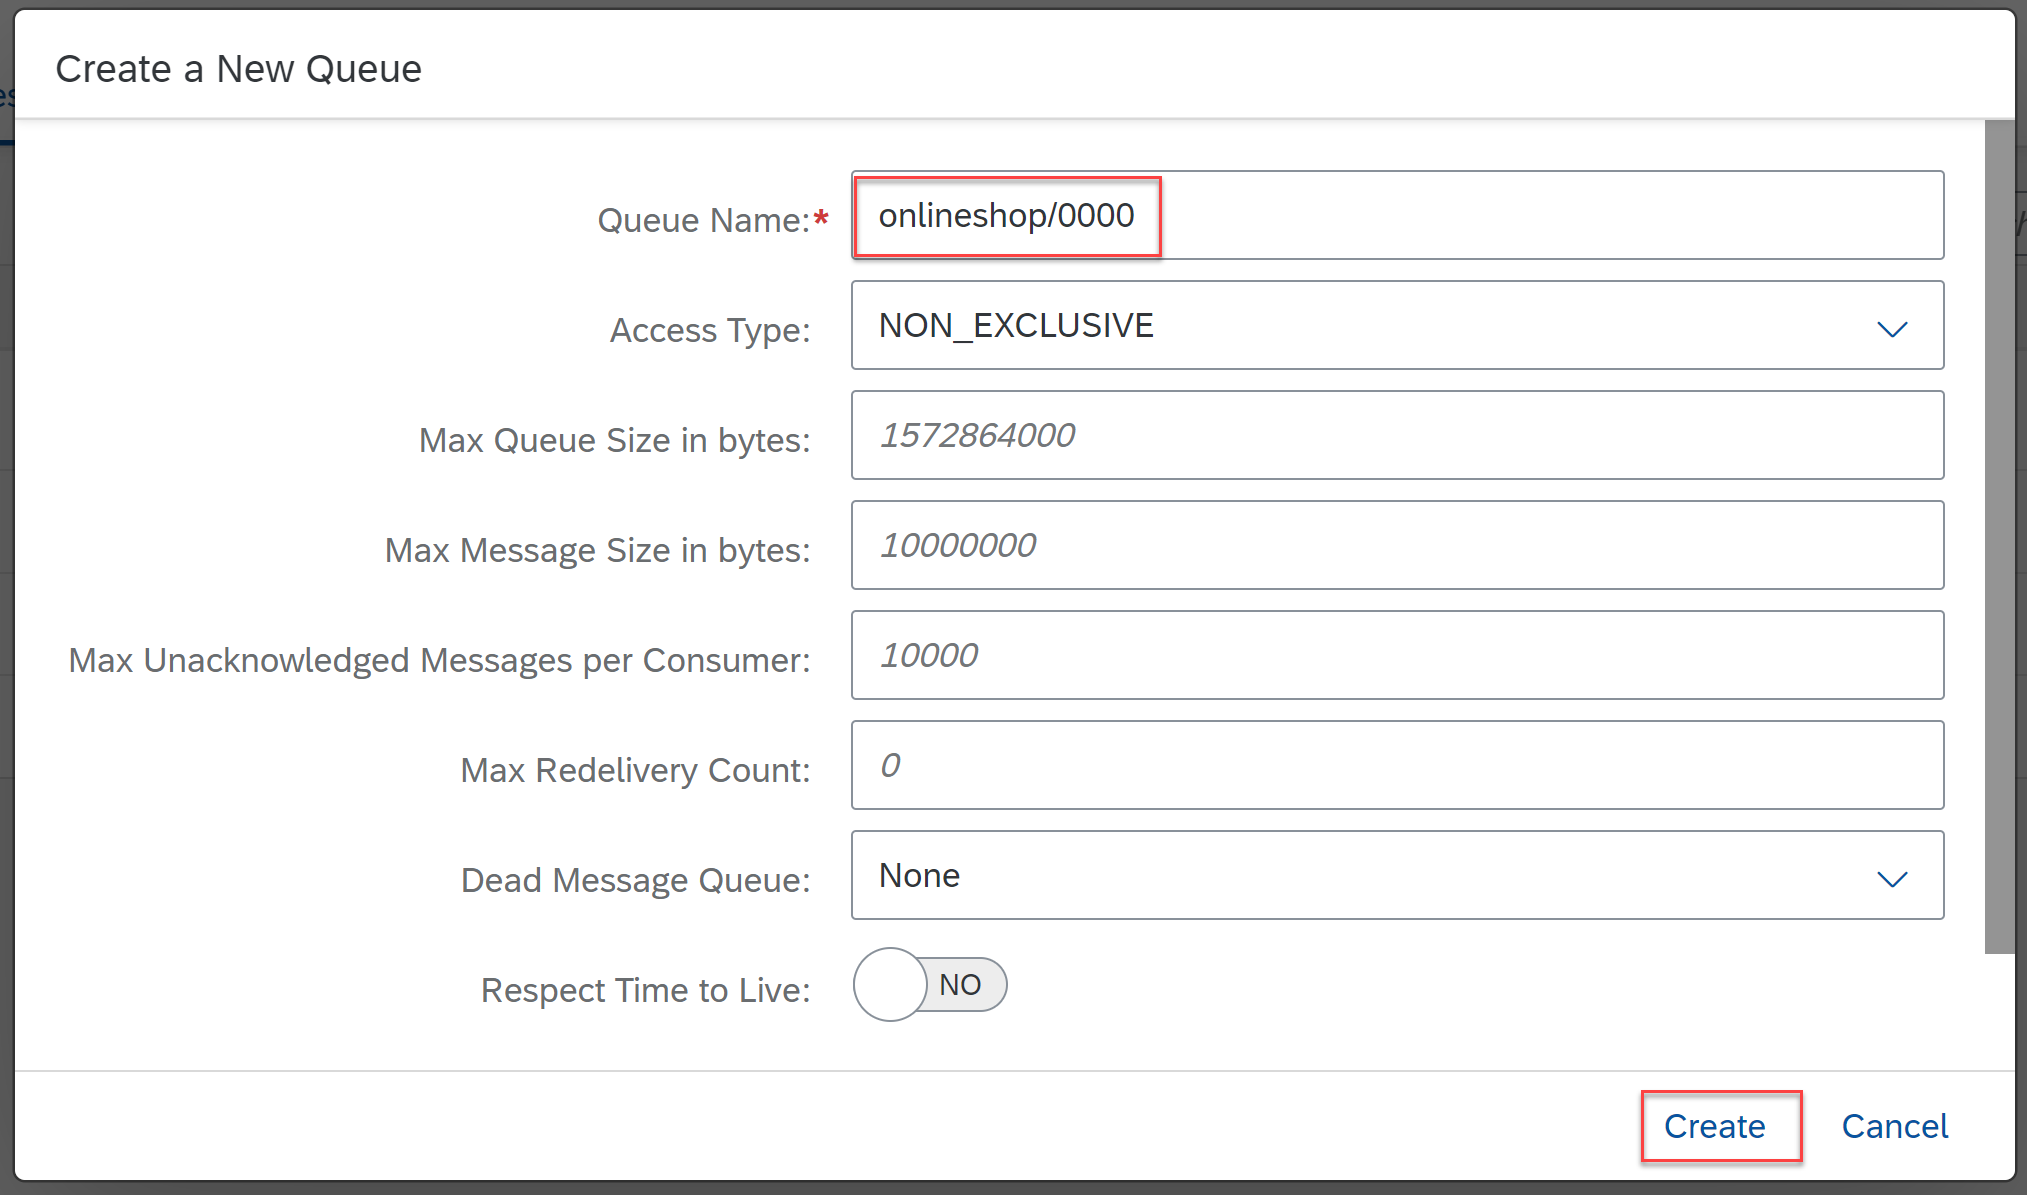 Create a New Queue
Queue Name:* onlineshop/0000
Access Type: NON_EXCLUSIVE
Max Queue Size in bytes: 1572864000
Max Message Size in bytes: 10000000
Max Unacknowledged Messages per Consumer: 10000
Max Redelivery Count: 0
Dead Message Queue: None
Respect Time to Live: NO
Create Cancel